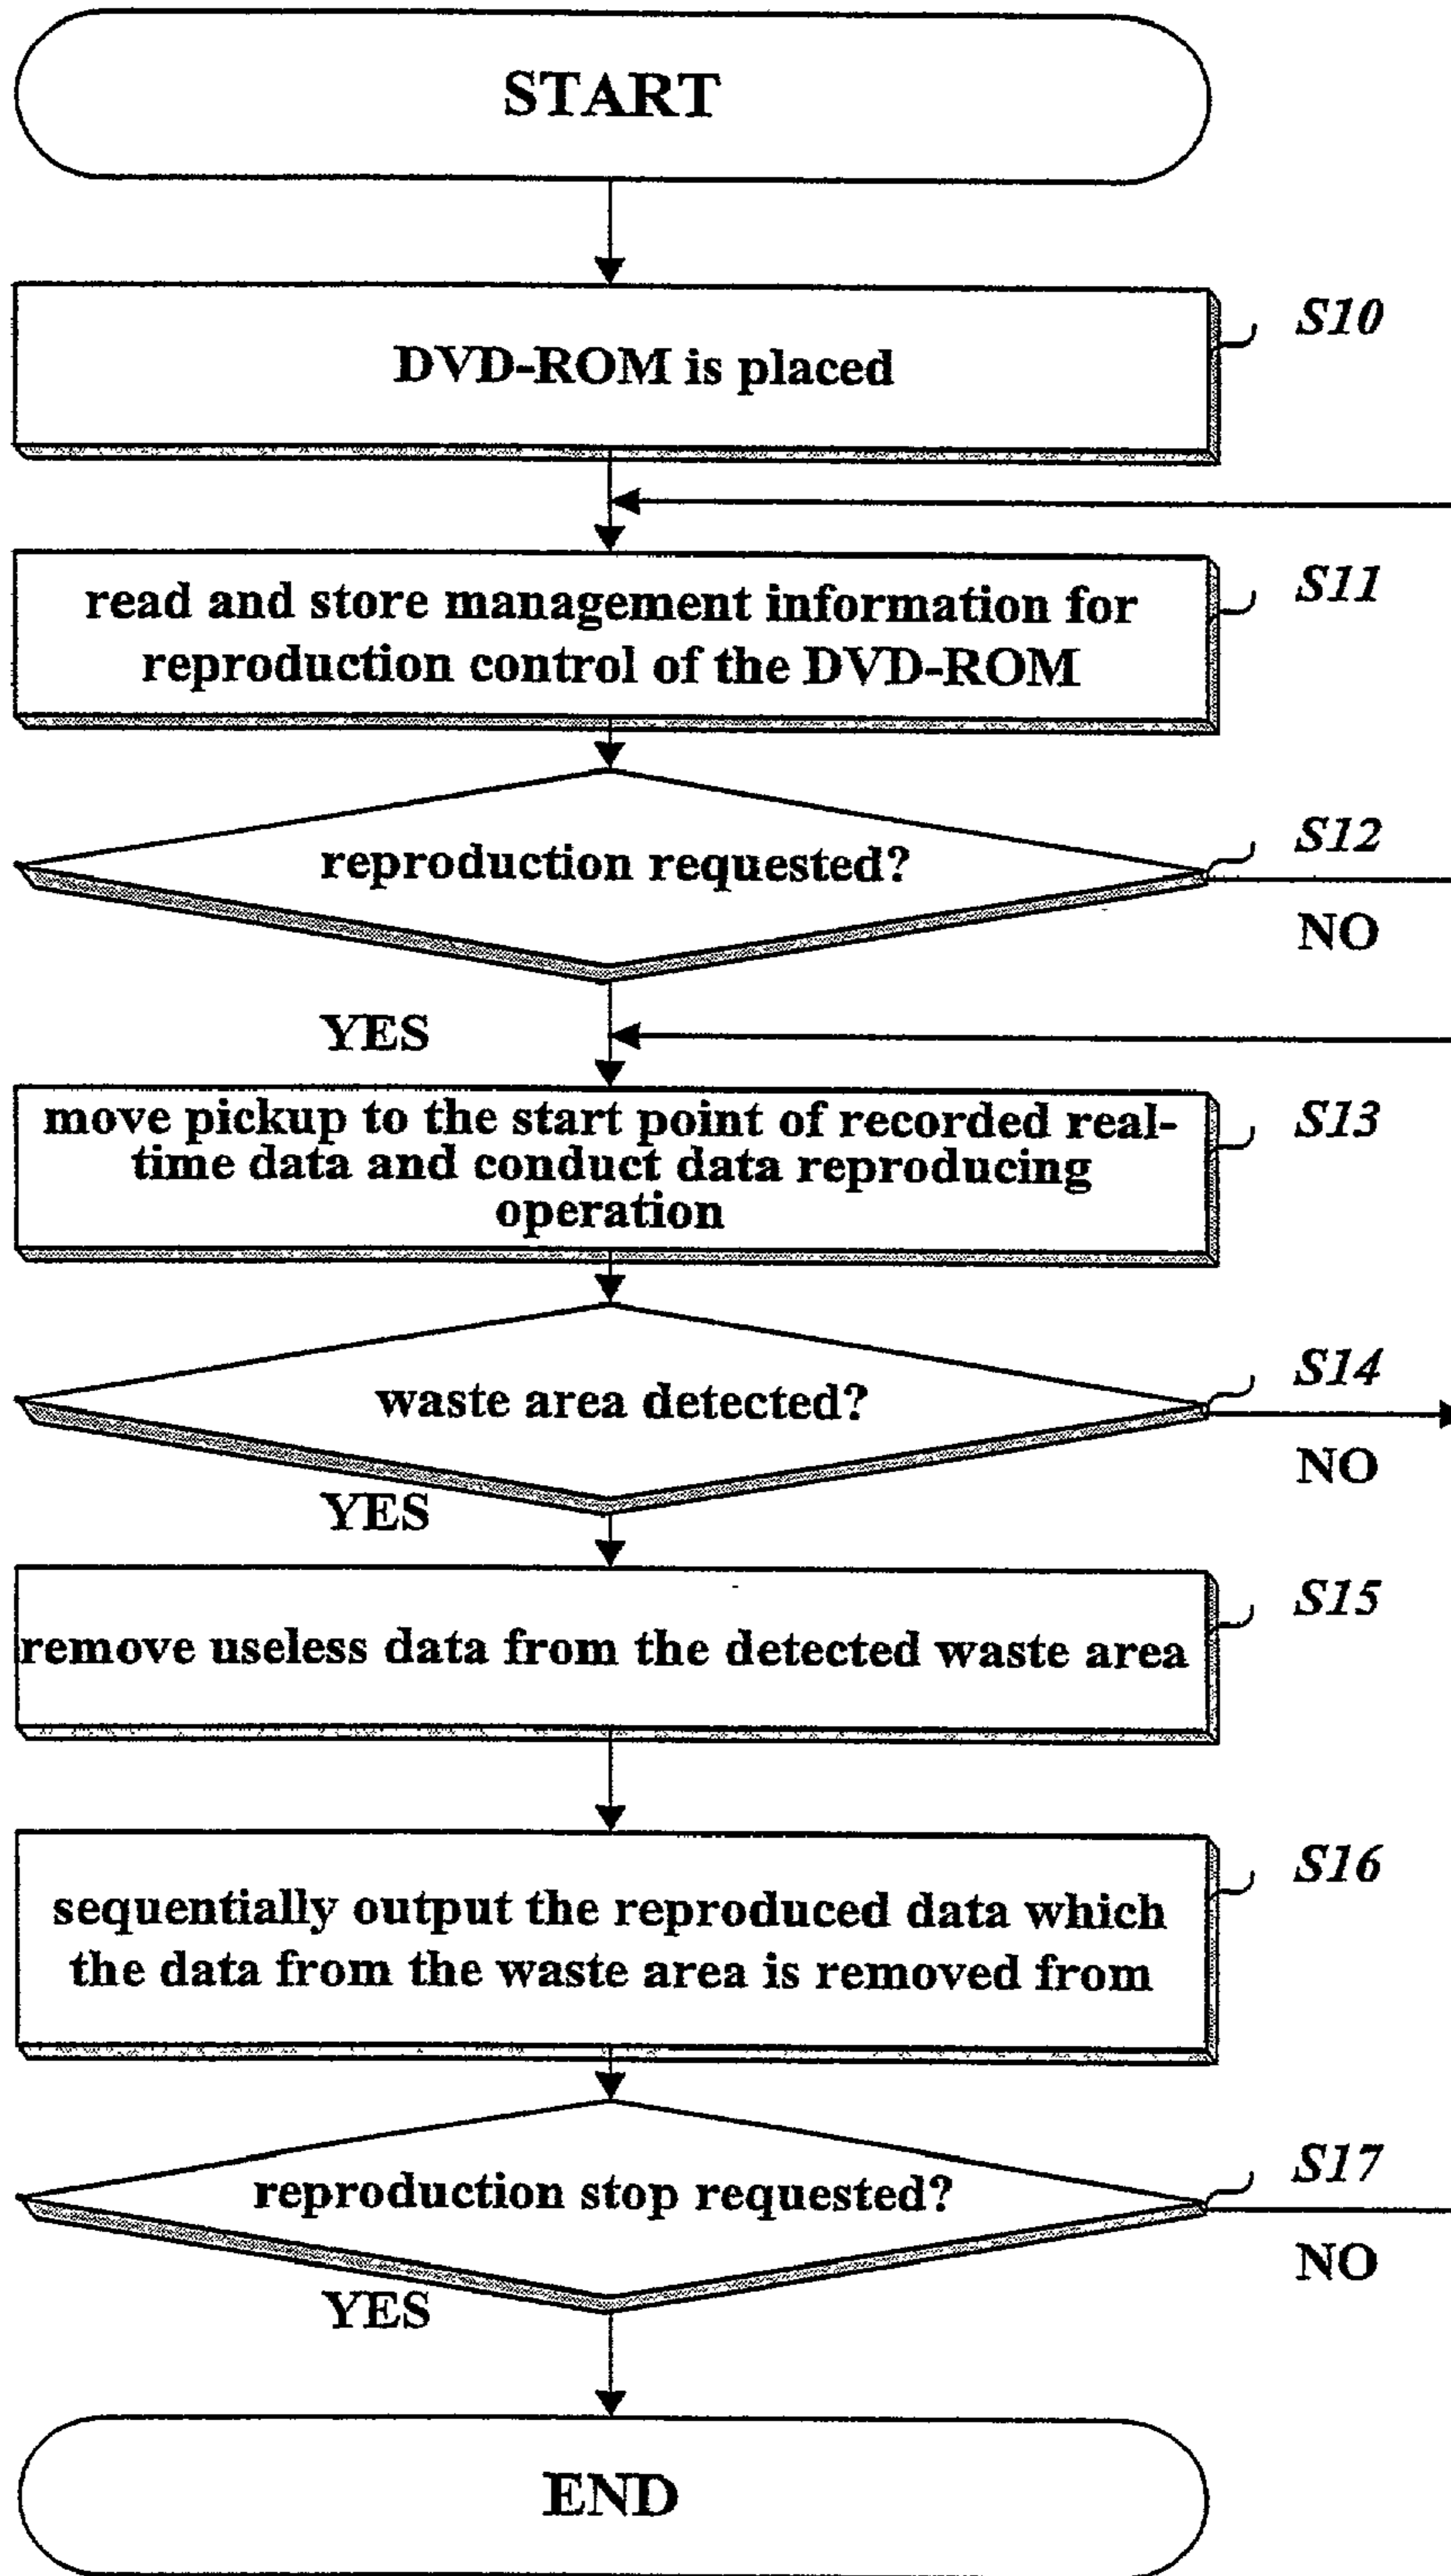 START
DVD-ROM is placed
S10
read and store management information for
reproduction control of the DVD-ROM
S11
reproduction requested?
S12
NO
YES
move pickup to the start point of recorded real-
time data and conduct data reproducing
operation
S13
waste area detected?
S14
NO
YES
remove useless data from the detected waste area
S15
sequentially output the reproduced data which
the data from the waste area is removed from
S16
reproduction stop requested?
S17
NO
YES
END